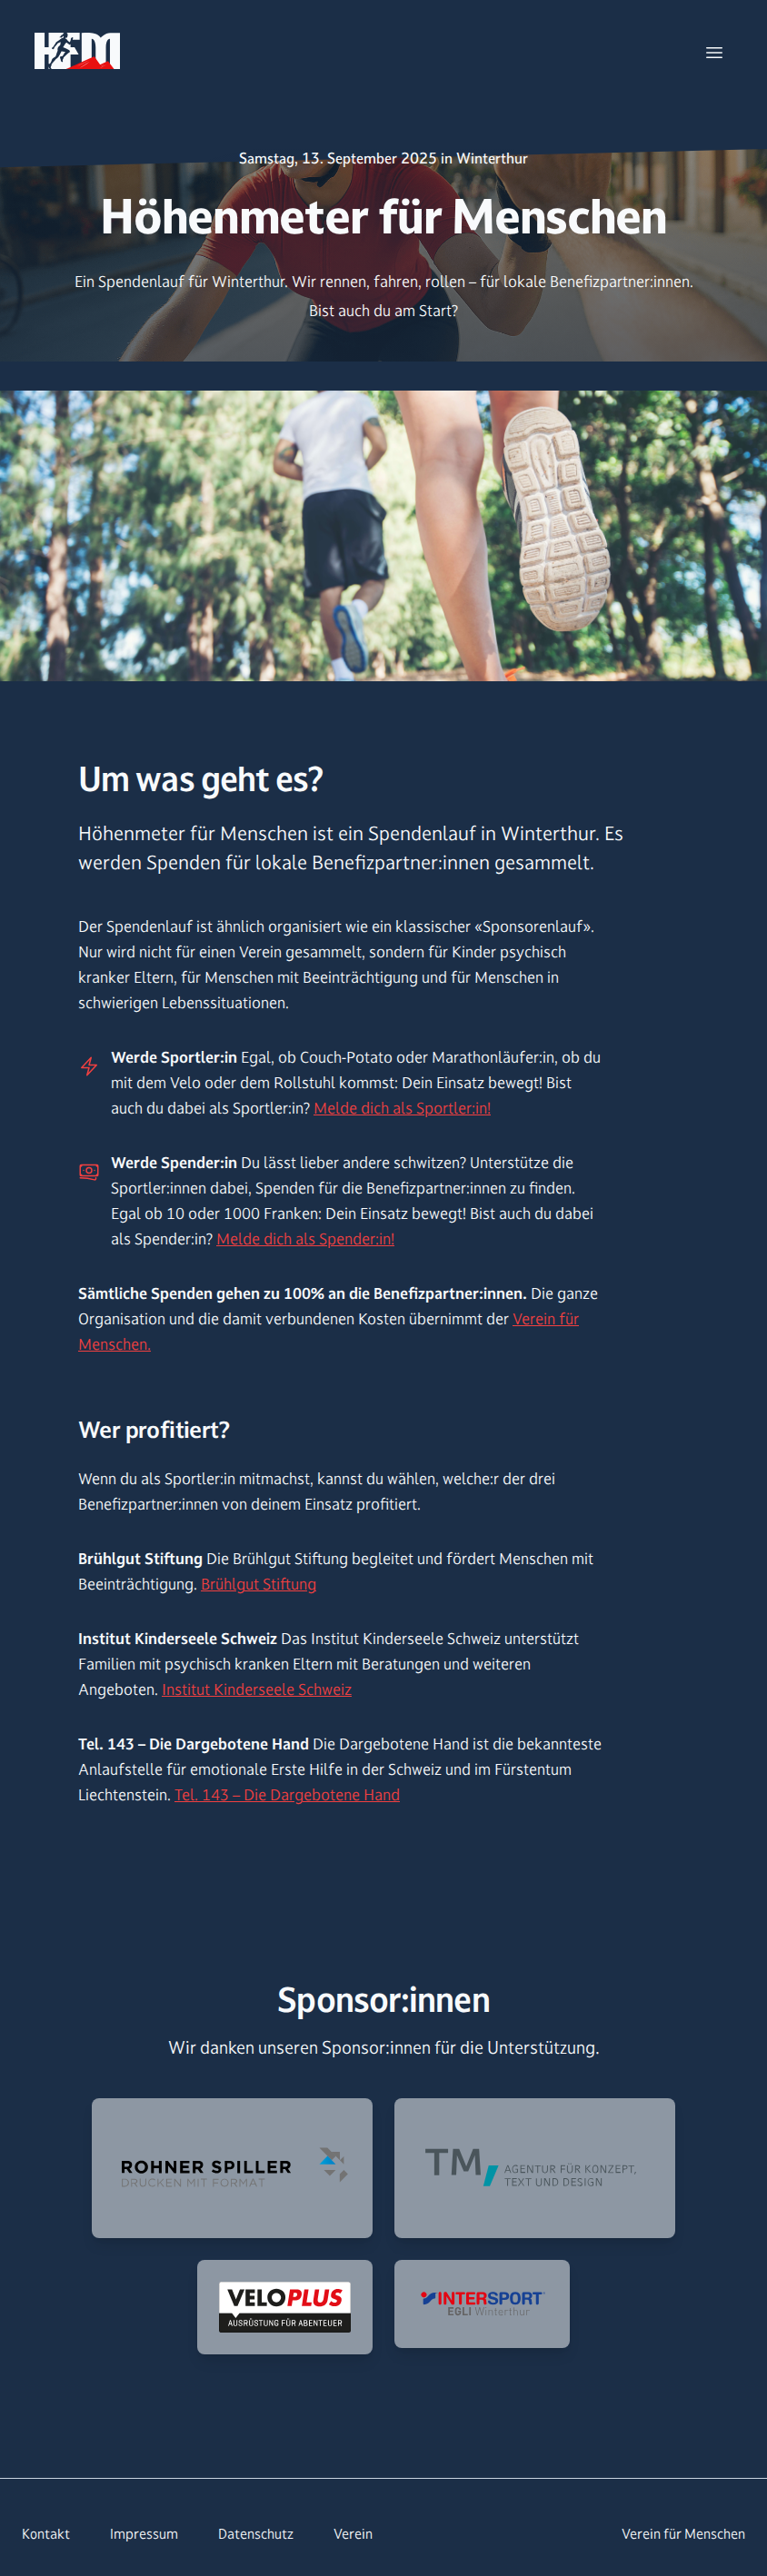 HFM
Samstag, 13. September 2025 in Winterthur
Höhenmeter für Menschen
Ein Spendenlauf für Winterthur. Wir rennen, fahren, rollen – für lokale Benefizpartner:innen.
Bist auch du am Start?
Um was geht es?
Höhenmeter für Menschen ist ein Spendenlauf in Winterthur. Es
werden Spenden für lokale Benefizpartner:innen gesammelt.
Der Spendenlauf ist ähnlich organisiert wie ein klassischer «Sponsorenlauf».
Nur wird nicht für einen Verein gesammelt, sondern für Kinder psychisch
kranker Eltern, für Menschen mit Beeinträchtigung und für Menschen in
schwierigen Lebenssituationen.
Werde Sportler:in Egal, ob Couch-Potato oder Marathonläufer:in, ob du
mit dem Velo oder dem Rollstuhl kommst: Dein Einsatz bewegt! Bist
auch du dabei als Sportler:in? Melde dich als Sportler:in!
Werde Spender:in Du lässt lieber andere schwitzen? Unterstütze die
Sportler:innen dabei, Spenden für die Benefizpartner:innen zu finden.
Egal ob 10 oder 1000 Franken: Dein Einsatz bewegt! Bist auch du dabei
als Spender:in? Melde dich als Spender:in!
Sämtliche Spenden gehen zu 100% an die Benefizpartner:innen. Die ganze
Organisation und die damit verbundenen Kosten übernimmt der Verein für
Menschen.
Wer profitiert?
Wenn du als Sportler:in mitmachst, kannst du wählen, welche:r der drei
Benefizpartner:innen von deinem Einsatz profitiert.
Brühlgut Stiftung Die Brühlgut Stiftung begleitet und fördert Menschen mit
Beeinträchtigung. Brühlgut Stiftung
Institut Kinderseele Schweiz Das Institut Kinderseele Schweiz unterstützt
Familien mit psychisch kranken Eltern mit Beratungen und weiteren
Angeboten. Institut Kinderseele Schweiz
Tel. 143 – Die Dargebotene Hand Die Dargebotene Hand ist die bekannteste
Anlaufstelle für emotionale Erste Hilfe in der Schweiz und im Fürstentum
Liechtenstein. Tel. 143 – Die Dargebotene Hand
Sponsor:innen
Wir danken unseren Sponsor:innen für die Unterstützung.
ROHNER SPILLER
DRUCKEN MIT FORMAT
TM,
AGENTUR FÜR KONZEPT,
TEXT UND DESIGN
VELOPLUS
AUSRÜSTUNG FÜR ABENTEUER
INTERSPORT
EGLI Winterthur
Kontakt Impressum Datenschutz Verein Verein für Menschen